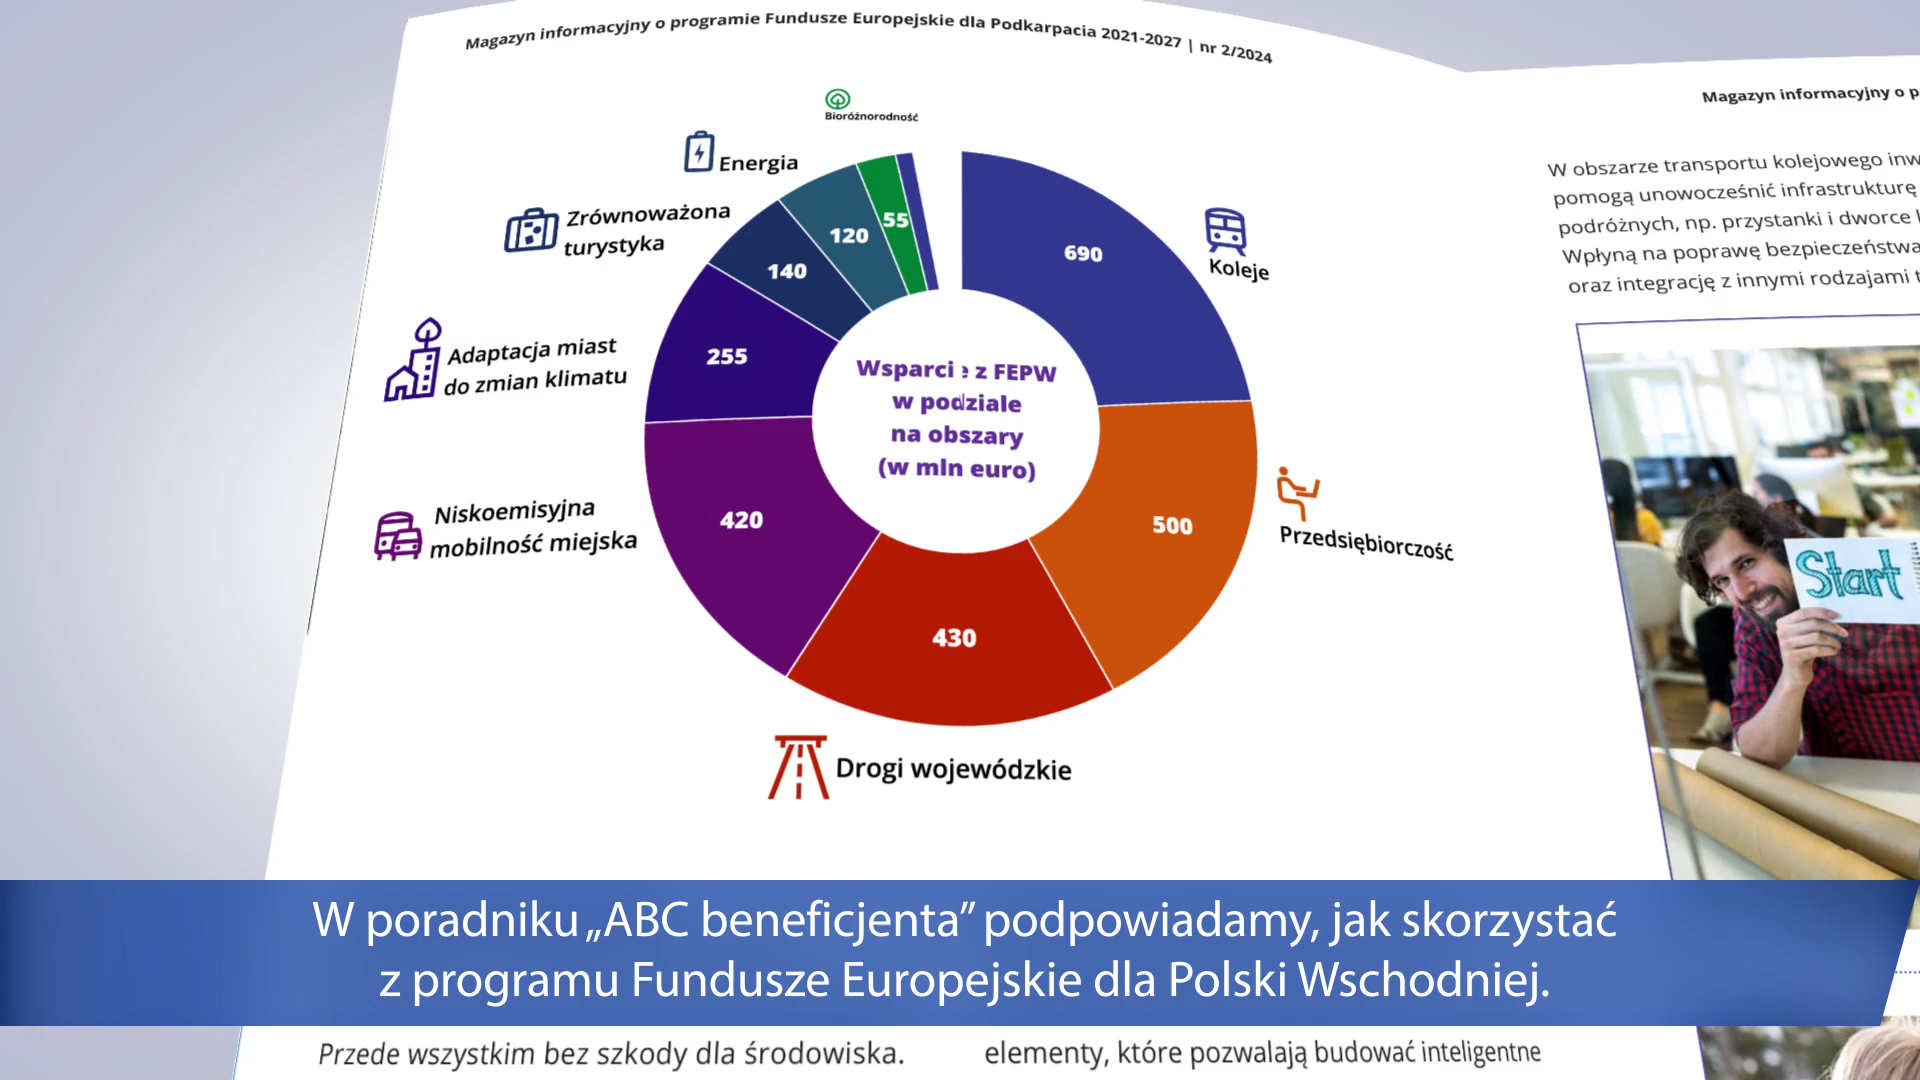 Magazyn informacyjny o programie Fundusze Europejskie dla Podkarpacia 2021-2027 | nr 2/2024
Bioróżnorodność
Energia
Zrównoważona
turystyka
Adaptacja miast
do zmian klimatu
Niskoemisyjna
mobilność miejska
Drogi wojewódzkie
Przedsiębiorczość
Koleje
690
500
430
420
255
140
120
55
Wsparcie z FEPW
w podziale
na obszary
(w mln euro)
Magazyn informacyjny o p
W obszarze transportu kolejowego inw
pomogą unowocześnić infrastrukturę
podróżnych, np. przystanki i dworce
Wpłyną na poprawę bezpieczeństwa
oraz integrację z innymi rodzajami t
Start
W poradniku „ABC beneficjenta” podpowiadamy, jak skorzystać
z programu Fundusze Europejskie dla Polski Wschodniej.
Przede wszystkim bez szkody dla środowiska.
elementy, które pozwalają budować inteligentne